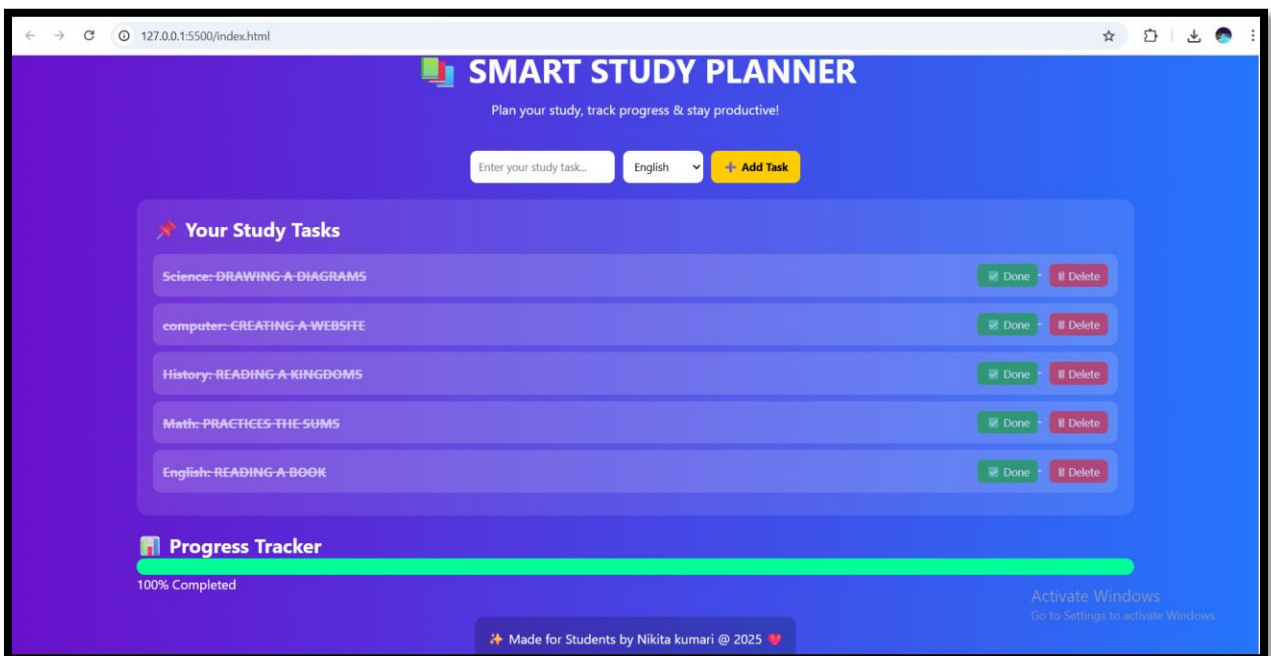 127.0.0.1:5500/index.html
SMART STUDY PLANNER
Plan your study, track progress & stay productive!
Enter your study task... English Add Task
Your Study Tasks
Science: DRAWING A DIAGRAMS Done Delete
computer: CREATING A WEBSITE Done Delete
History: READING A KINGDOMS Done Delete
Math: PRACTICES THE SUMS Done Delete
English: READING A BOOK Done Delete
Progress Tracker
100% Completed
Activate Windows
Go to Settings to activate Windows.
Made for Students by Nikita kumari @ 2025